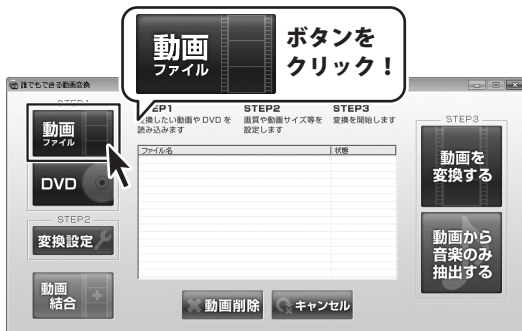 動画
ファイル
ボタンを
クリック！
誰でもできる動画変換
動画
ファイル
DVD
STEP2
変換設定
動画
結合
変換したい動画や DVD を
読み込みます
STEP2
画質や動画サイズ等を
設定します
STEP3
変換を開始します
ファイル名
状態
動画削除
キャンセル
STEP3
動画を
変換する
動画から
音楽のみ
抽出する